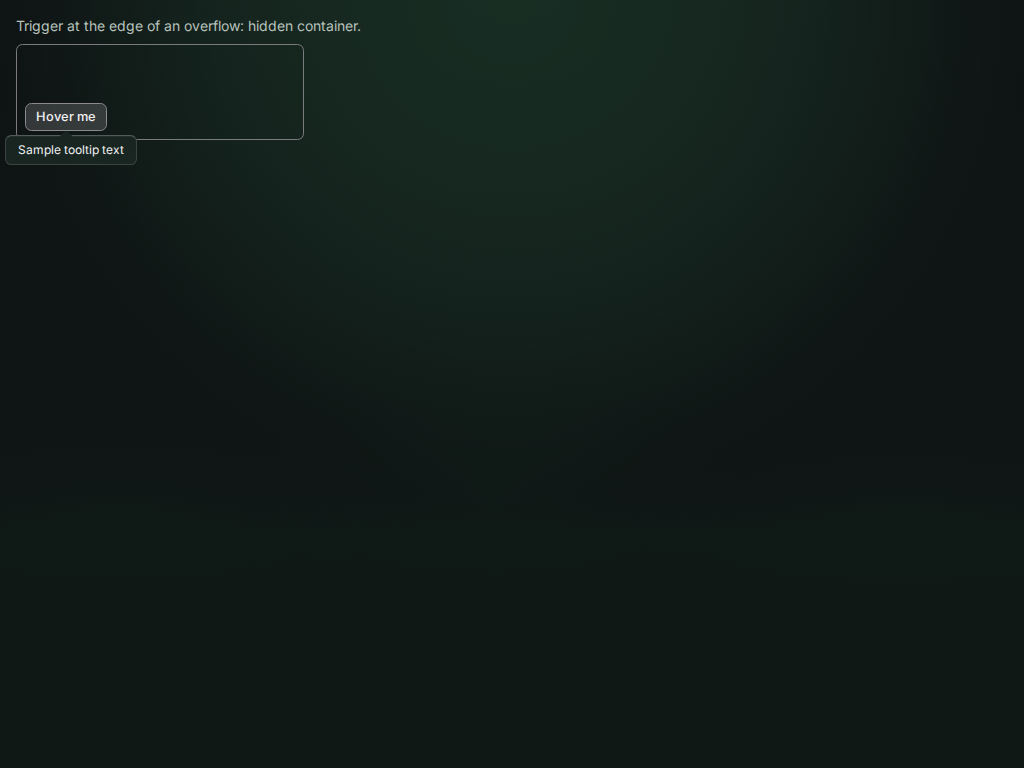 Trigger at the edge of an overflow: hidden container.
Hover me
Sample tooltip text